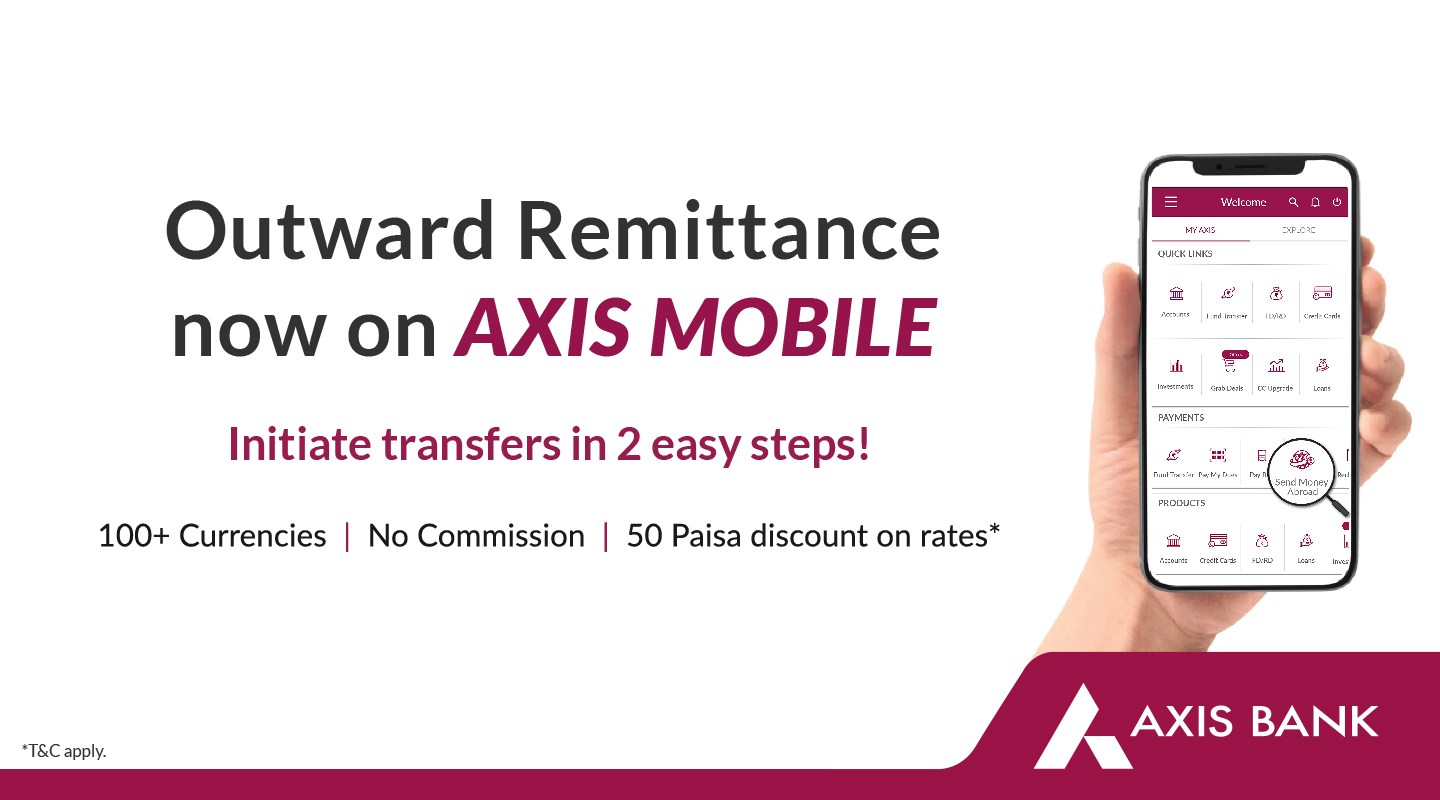 Outward Remittance
now on AXIS MOBILE
Initiate transfers in 2 easy steps!
100+ Currencies | No Commission | 50 Paisa discount on rates*
Welcome
MY AXIS EXPLORE
QUICK LINKS
Accounts Fund Transfer FD/RD Credit Cards
Investments Grab Deals CC Upgrade Loans
PAYMENTS
Fund Transfer Pay My Dues Pay
Send Money
Abroad
PRODUCTS
Accounts Credit Cards FD/RD Loans Inves
AXIS BANK
*T&C apply.